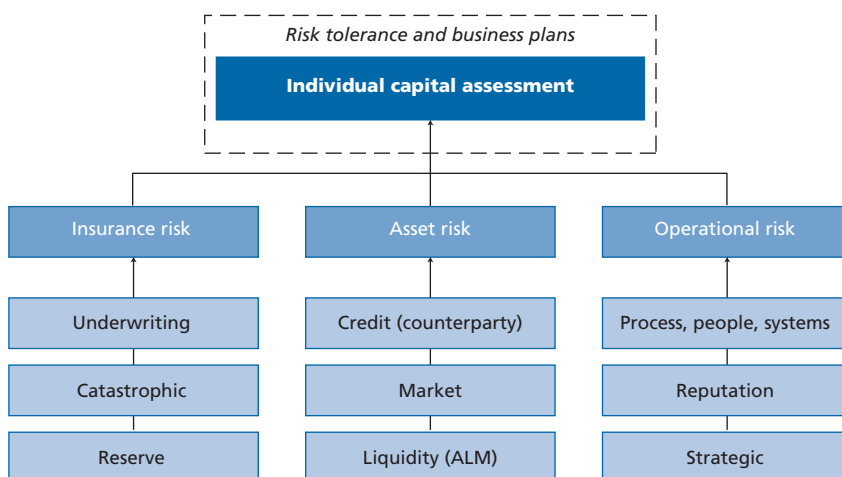 Risk tolerance and business plans
Individual capital assessment
Insurance risk
Asset risk
Operational risk
Underwriting
Credit (counterparty)
Process, people, systems
Catastrophic
Market
Reputation
Reserve
Liquidity (ALM)
Strategic